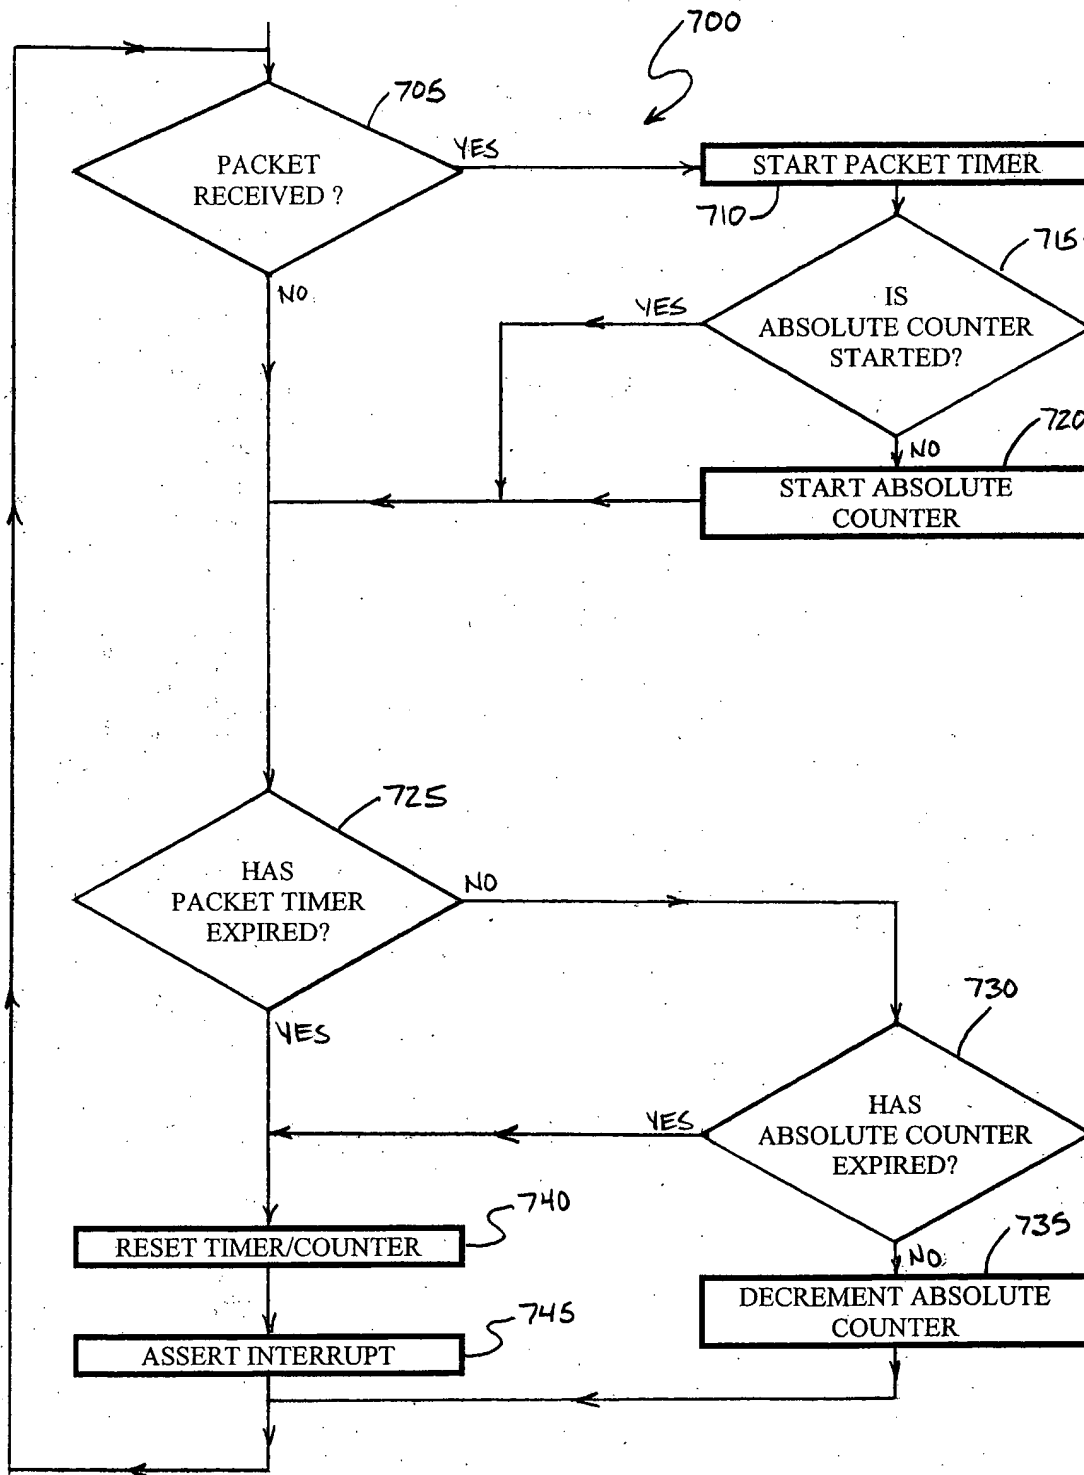 700
705
PACKET
RECEIVED ?
YES
START PACKET TIMER
710
715
NO
IS
ABSOLUTE COUNTER
STARTED?
YES
720
NO
START ABSOLUTE
COUNTER
725
HAS
PACKET TIMER
EXPIRED?
NO
YES
730
HAS
ABSOLUTE COUNTER
EXPIRED?
YES
740
RESET TIMER/COUNTER
735
NO
DECREMENT ABSOLUTE
COUNTER
745
ASSERT INTERRUPT